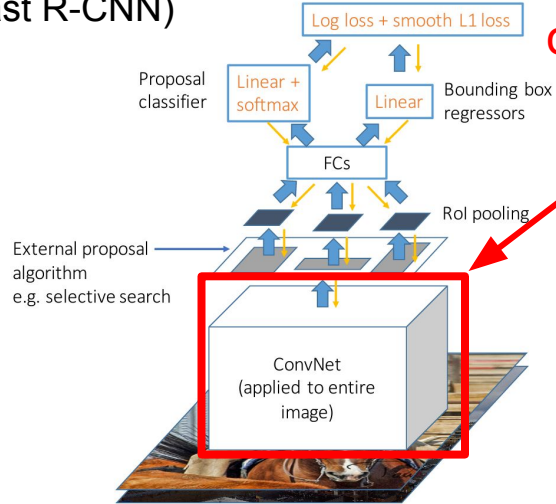 ast R-CNN)
Log loss + smooth L1 loss
Proposal
classifier
Linear +
softmax
Linear
Bounding box
regressors
FCs
RoI pooling
External proposal
algorithm
e.g. selective search
ConvNet
(applied to entire
image)